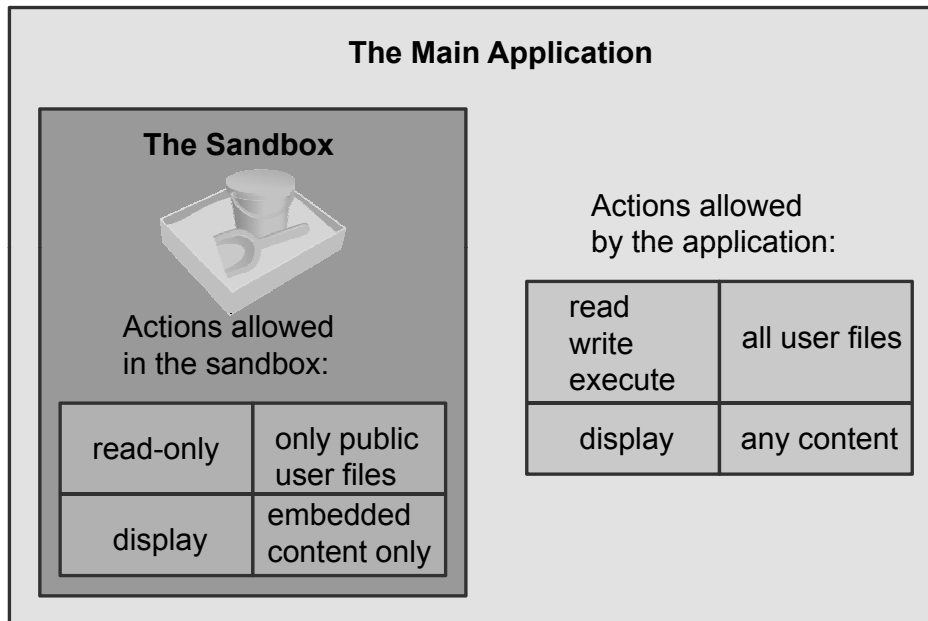 The Main Application
The Sandbox
Actions allowed
in the sandbox:
read-only
only public
user files
display
embedded
content only
Actions allowed
by the application:
read
write
execute
all user files
display
any content